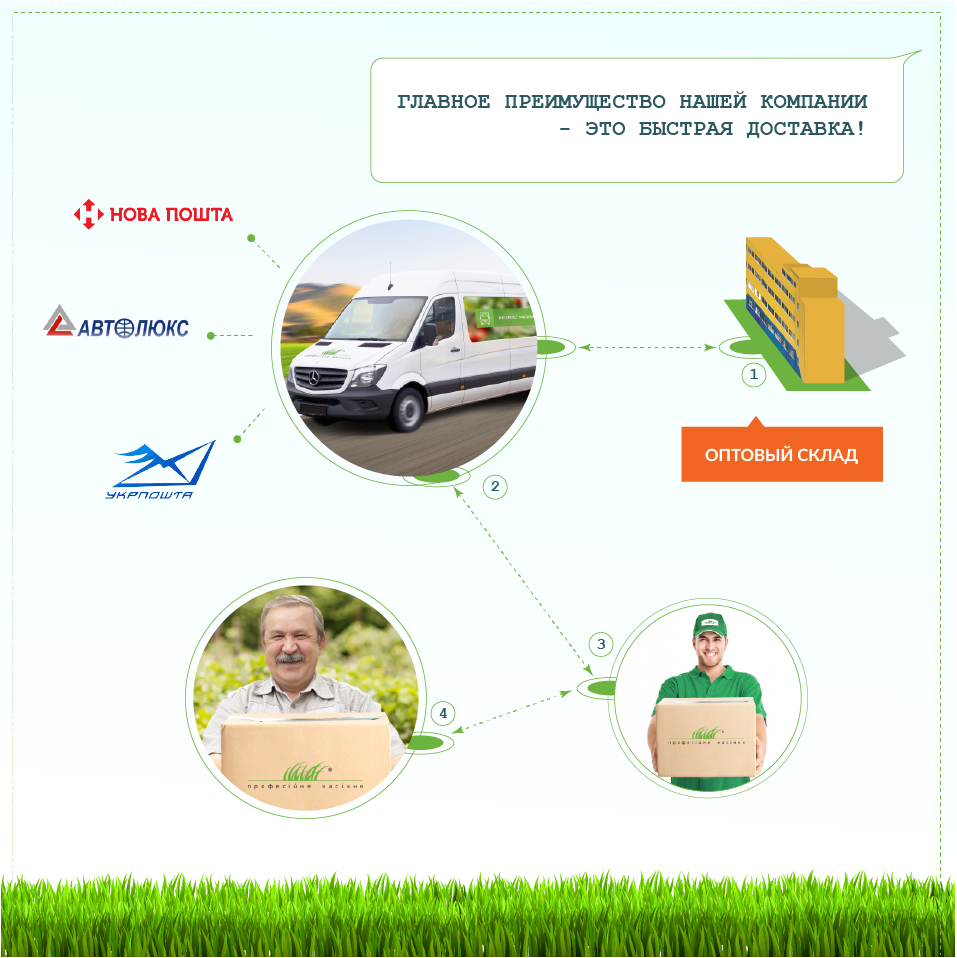 ГЛАВНОЕ ПРЕИМУЩЕСТВО НАШЕЙ КОМПАНИИ
- ЭТО БЫСТРАЯ ДОСТАВКА!
НОВА ПОШТА
АВТОЛЮКС
1
ОПТОВЫЙ СКЛАД
УКРПОШТА
2
3
4
професійне насіння
професійне насіння